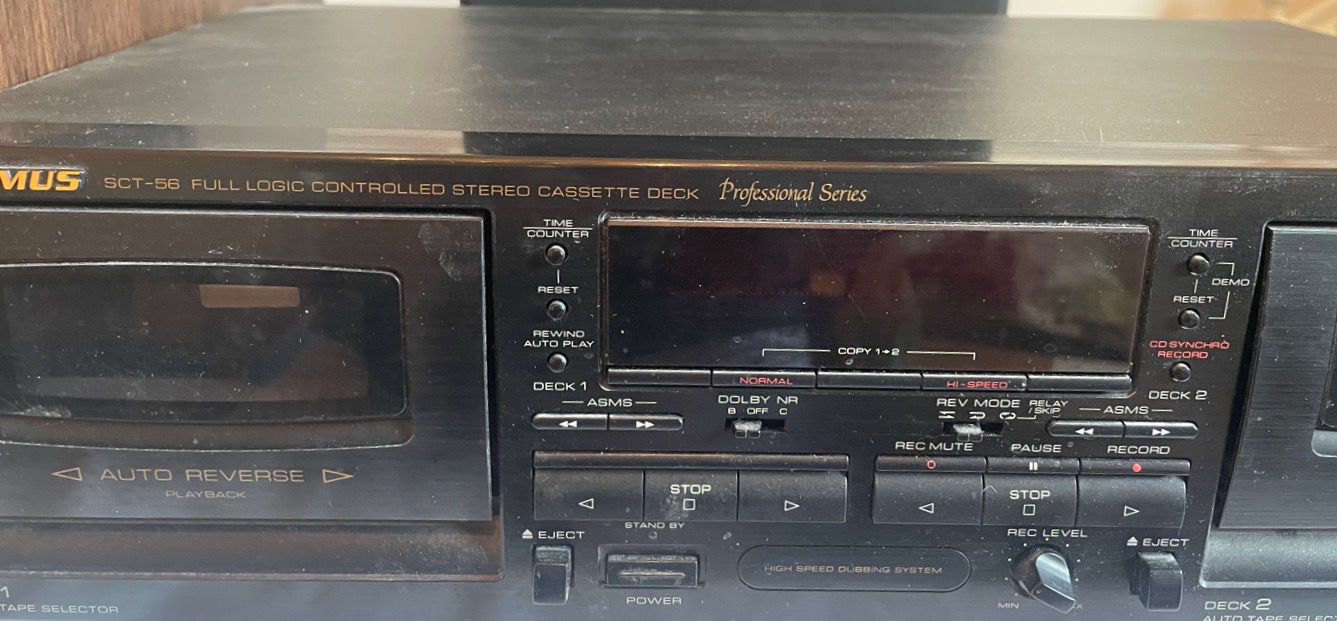 MUS SCT-56 FULL LOGIC CONTROLLED STEREO CASSETTE DECK Professional Series
TIME
COUNTER
RESET
REWIND
AUTO PLAY
DECK 1
TIME
COUNTER
DEMO
RESET
CD SYNCHRO
RECORD
DECK 2
COPY 1→2
NORMAL
HI-SPEED
ASMS
DOLBY NR
B OFF C
REV MODE
RELAY
/SKIP
ASMS
REC MUTE
PAUSE
RECORD
STOP
STOP
AUTO REVERSE
PLAYBACK
STAND BY
EJECT
POWER
HIGH SPEED DUBBING SYSTEM
REC LEVEL
MIN
EJECT
1
TAPE SELECTOR
DECK 2